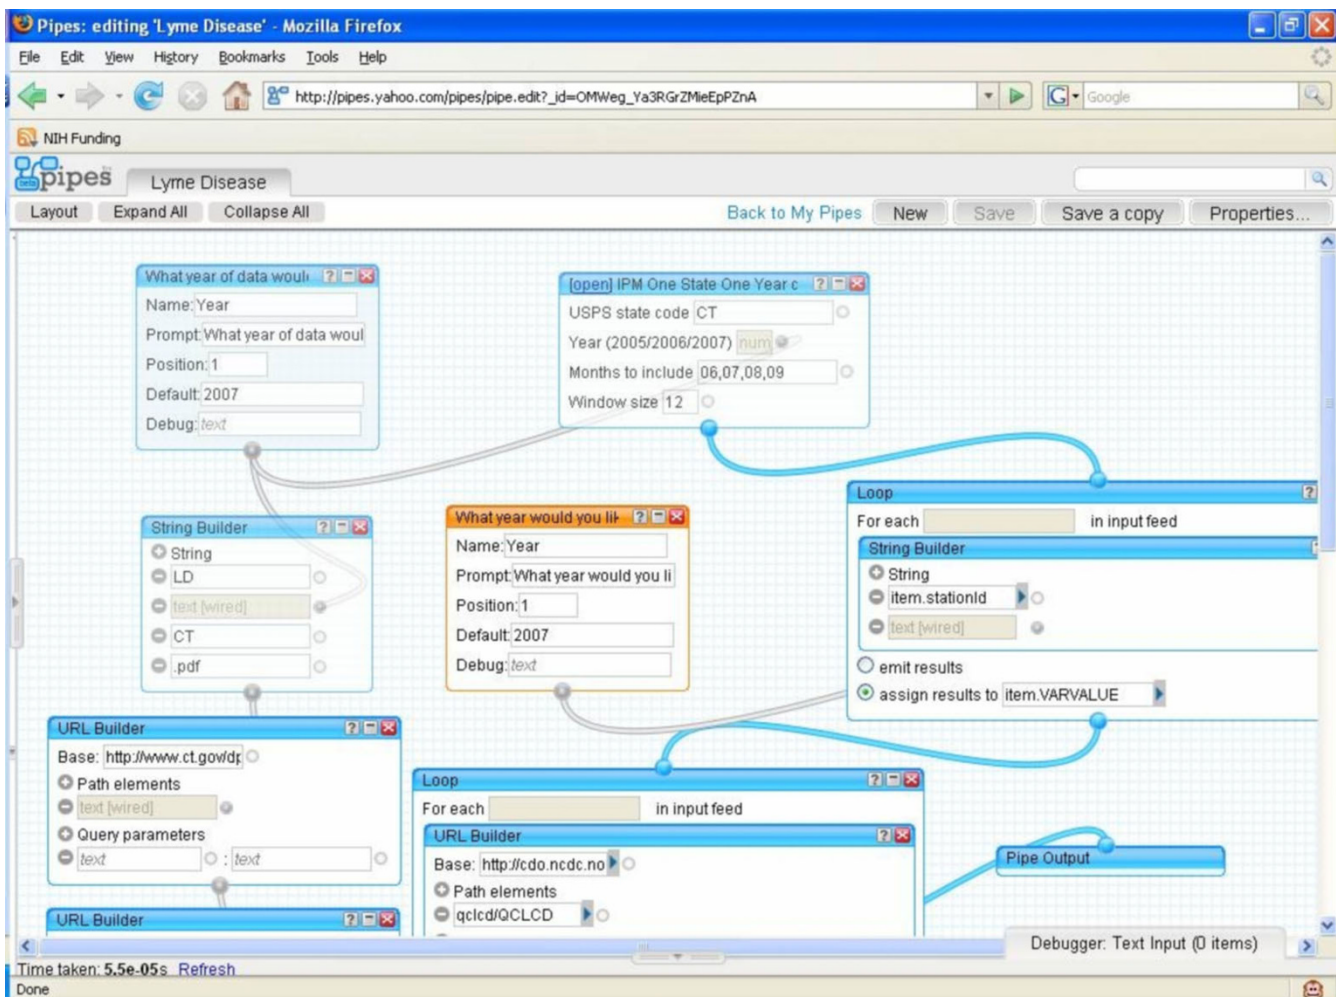 Pipes: editing 'Lyme Disease' - Mozilla Firefox
File Edit View History Bookmarks Tools Help
http://pipes.yahoo.com/pipes/pipe.edit?_id=OMWeg_Ya3RGrZMieEpPZnA
Google
NIH Funding
pipes
Lyme Disease
Layout Expand All Collapse All Back to My Pipes New Save Save a copy Properties...
What year of data woul
Name: Year
Prompt: What year of data woul
Position: 1
Default: 2007
Debug: text
[open] IPM One State One Year c
USPS state code CT
Year (2005/2006/2007) num
Months to include 06,07,08,09
Window size 12
String Builder
String
LD
text [wired]
CT
.pdf
What year would you lik
Name: Year
Prompt: What year would you li
Position: 1
Default: 2007
Debug: text
Loop
For each in input feed
String Builder
String
item.stationId
text [wired]
emit results
assign results to item.VARVALUE
URL Builder
Base: http://www.ct.gov/dp
Path elements
text [wired]
Query parameters
text : text
URL Builder
Loop
For each in input feed
URL Builder
Base: http://cdo.ncdc.no
Path elements
qclcd/QCLCD
Pipe Output
Debugger: Text Input (0 items)
Time taken: 5.5e-05s Refresh
Done